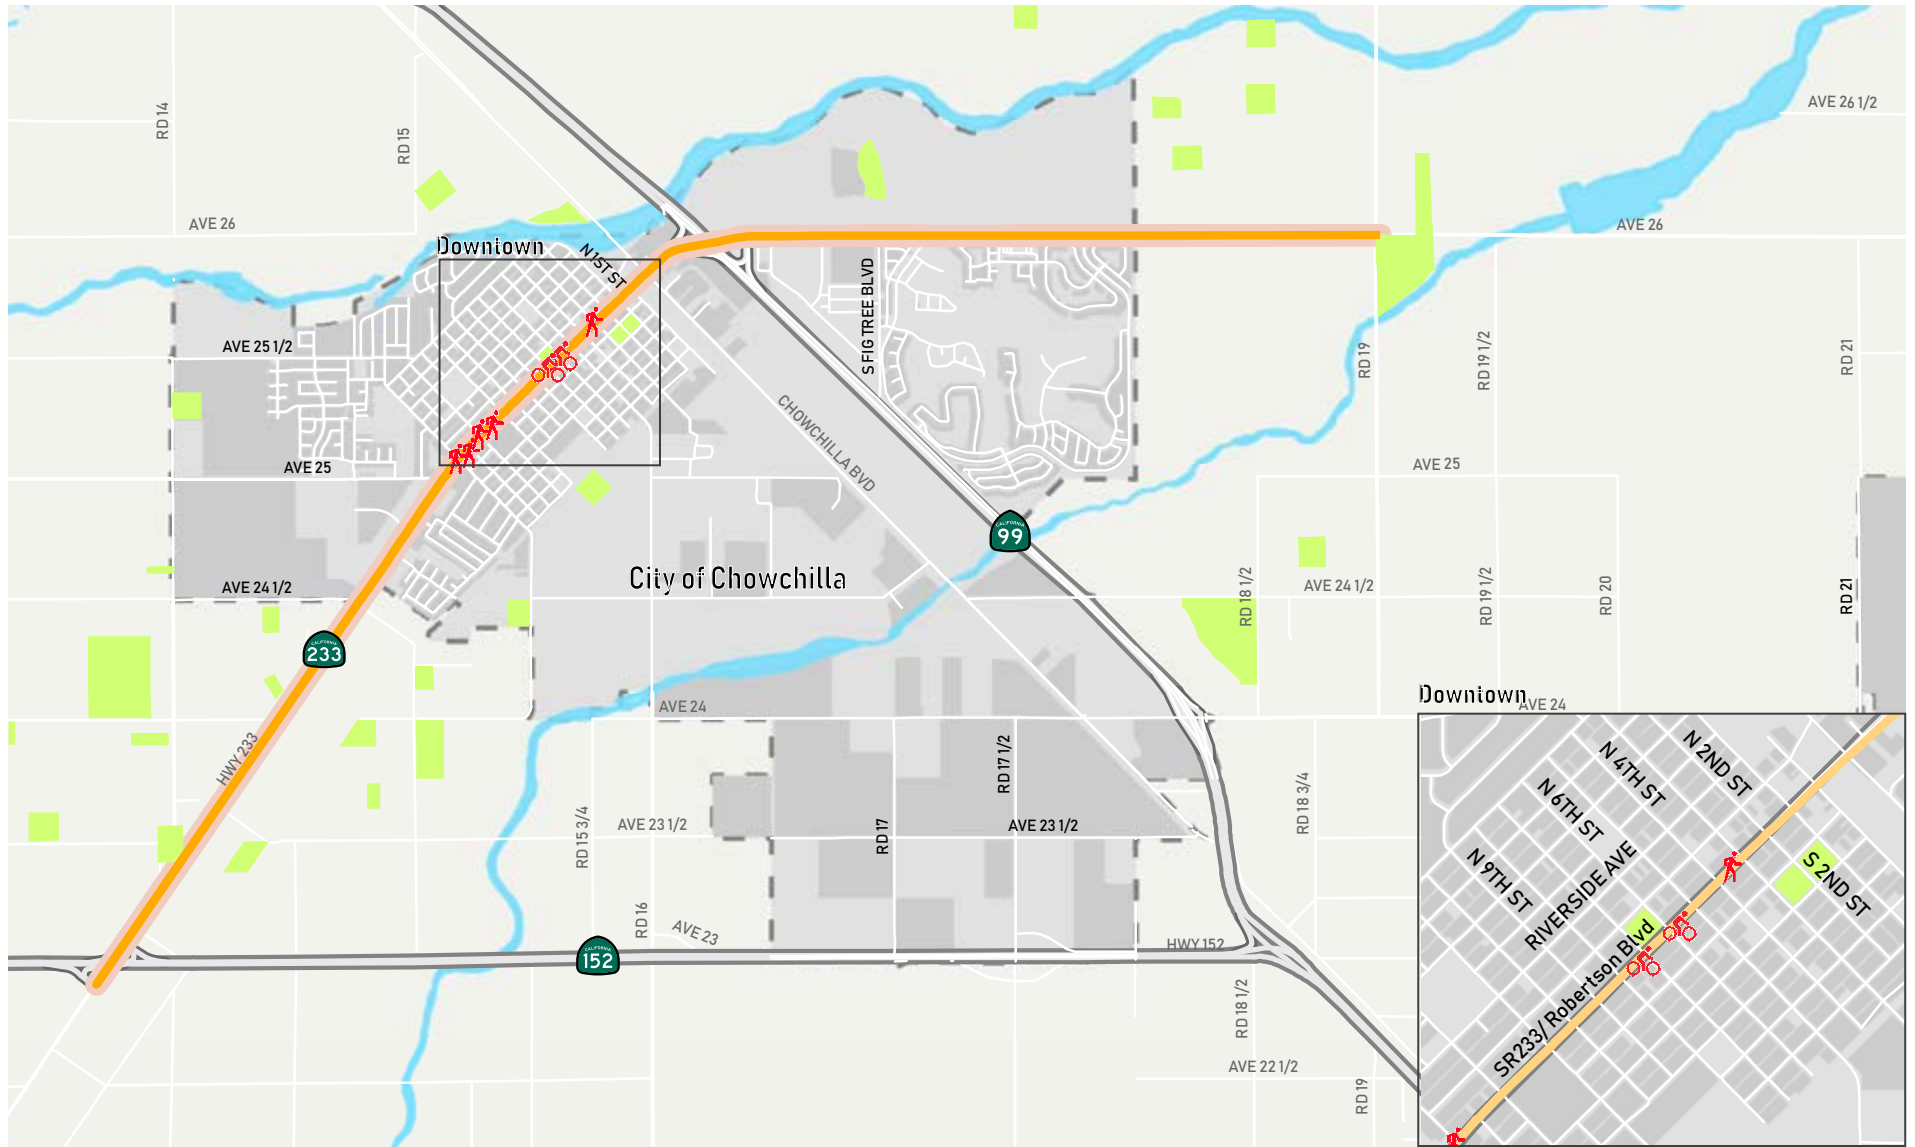 AVE 26 1/2
RD 14
RD 15
AVE 26
AVE 26
Downtown
N 1ST ST
S FIG TREE BLVD
AVE 25 1/2
RD 19
RD 19 1/2
RD 21
CHOWCHILLA BVD
AVE 25
AVE 25
CALIFORNIA
99
City of Chowchilla
AVE 24 1/2
AVE 24 1/2
RD 18 1/2
RD 19 1/2
RD 20
RD 21
CALIFORNIA
233
HWY 233
AVE 24
Downtown
AVE 24
RD 17 1/2
RD 18 3/4
RD 15 3/4
AVE 23 1/2
RD 17
AVE 23 1/2
RD 16
AVE 23
CALIFORNIA
152
HWY 152
RD 18 1/2
AVE 22 1/2
RD 19
N 2ND ST
N 4TH ST
N 6TH ST
N 9TH ST
RIVERSIDE AVE
S 2ND ST
SR233/ Robertson Blvd